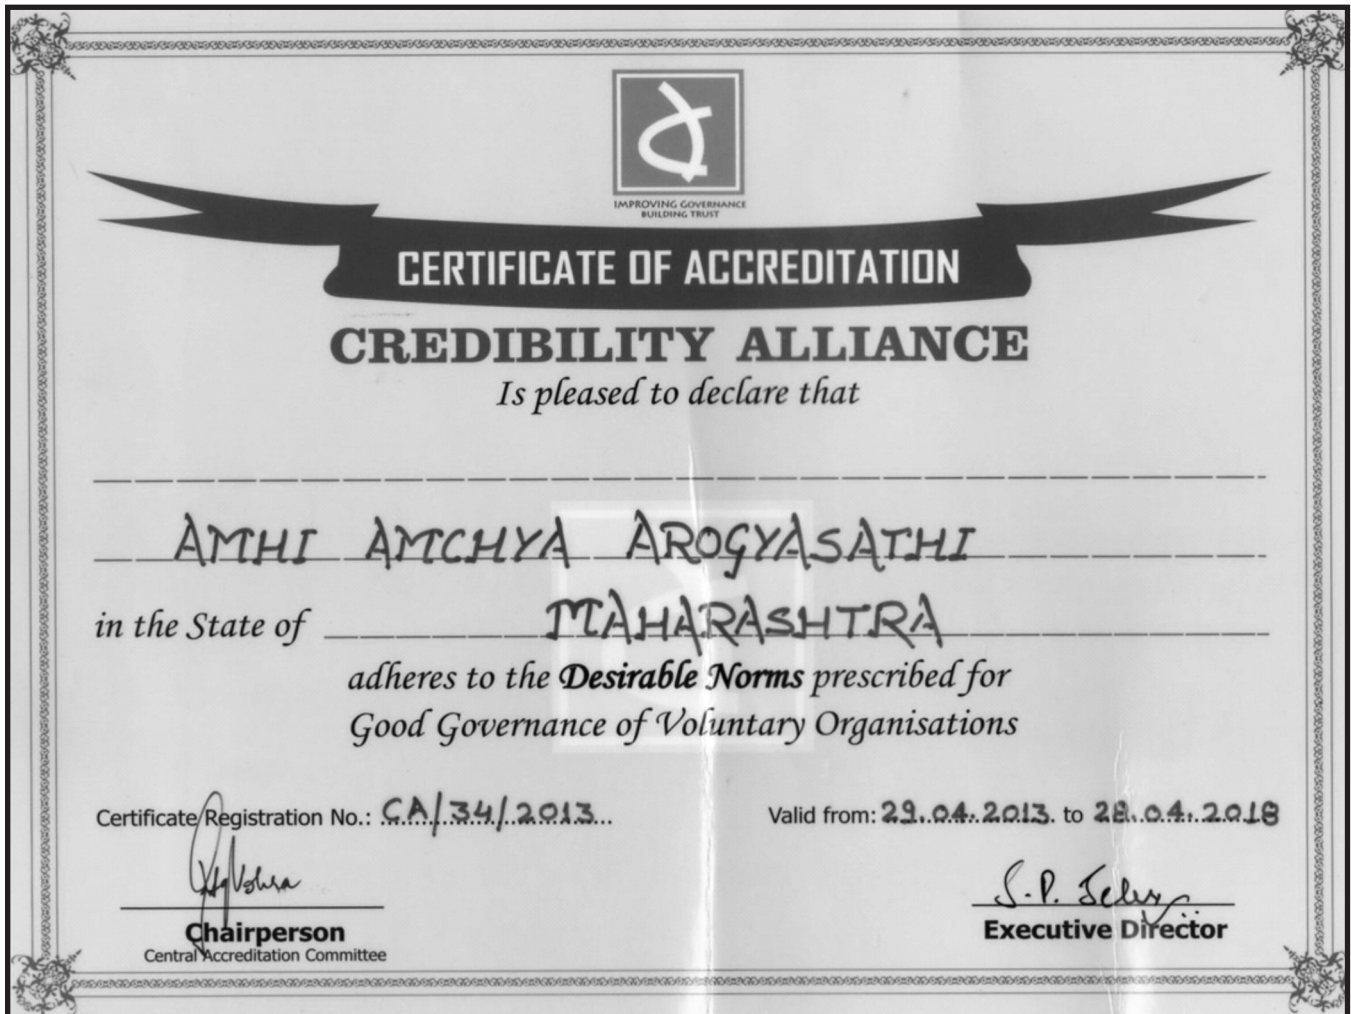 IMPROVING GOVERNANCE
BUILDING TRUST
CERTIFICATE OF ACCREDITATION
CREDIBILITY ALLIANCE
Is pleased to declare that
AMHI AMCHYA AROGYASATHI
in the State of MAHARASHTRA
adheres to the Desirable Norms prescribed for
Good Governance of Voluntary Organisations
Certificate Registration No.: CA/34/2013 Valid from: 29.04.2013 to 28.04.2018
S.P.
Chairperson Executive Director
Central Accreditation Committee